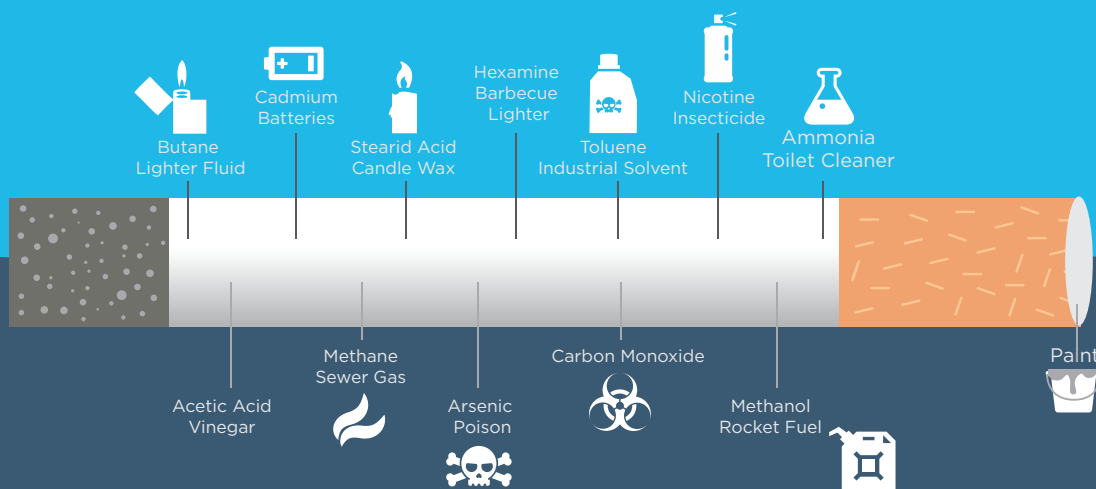 Butane
Lighter Fluid
Cadmium
Batteries
Stearid Acid
Candle Wax
Hexamine
Barbecue
Lighter
Toluene
Industrial Solvent
Nicotine
Insecticide
Ammonia
Toilet Cleaner
Acetic Acid
Vinegar
Methane
Sewer Gas
Arsenic
Poison
Carbon Monoxide
Methanol
Rocket Fuel
Paint